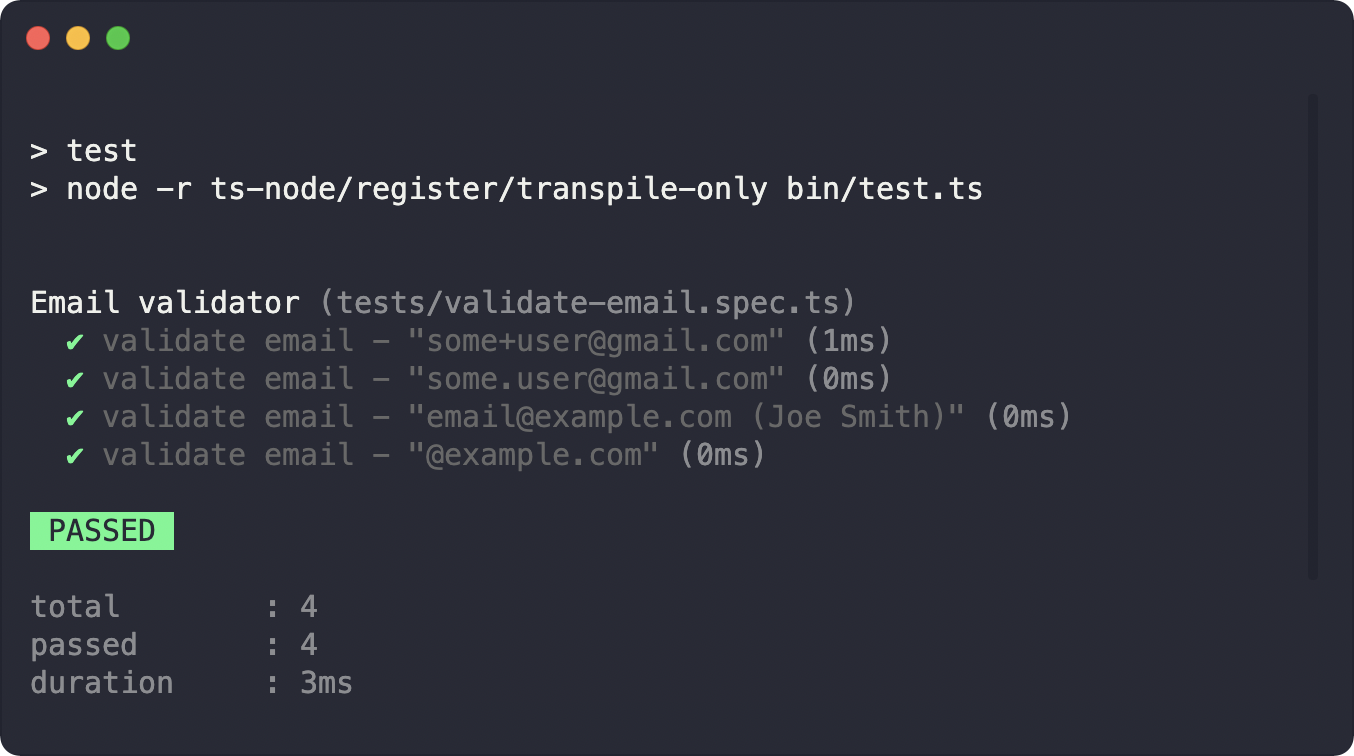 > test
> node -r ts-node/register/transpile-only bin/test.ts
Email validator (tests/validate-email.spec.ts)
✔ validate email - "some+user@gmail.com" (1ms)
✔ validate email - "some.user@gmail.com" (0ms)
✔ validate email - "email@example.com (Joe Smith)" (0ms)
✔ validate email - "@example.com" (0ms)
PASSED
total : 4
passed : 4
duration : 3ms